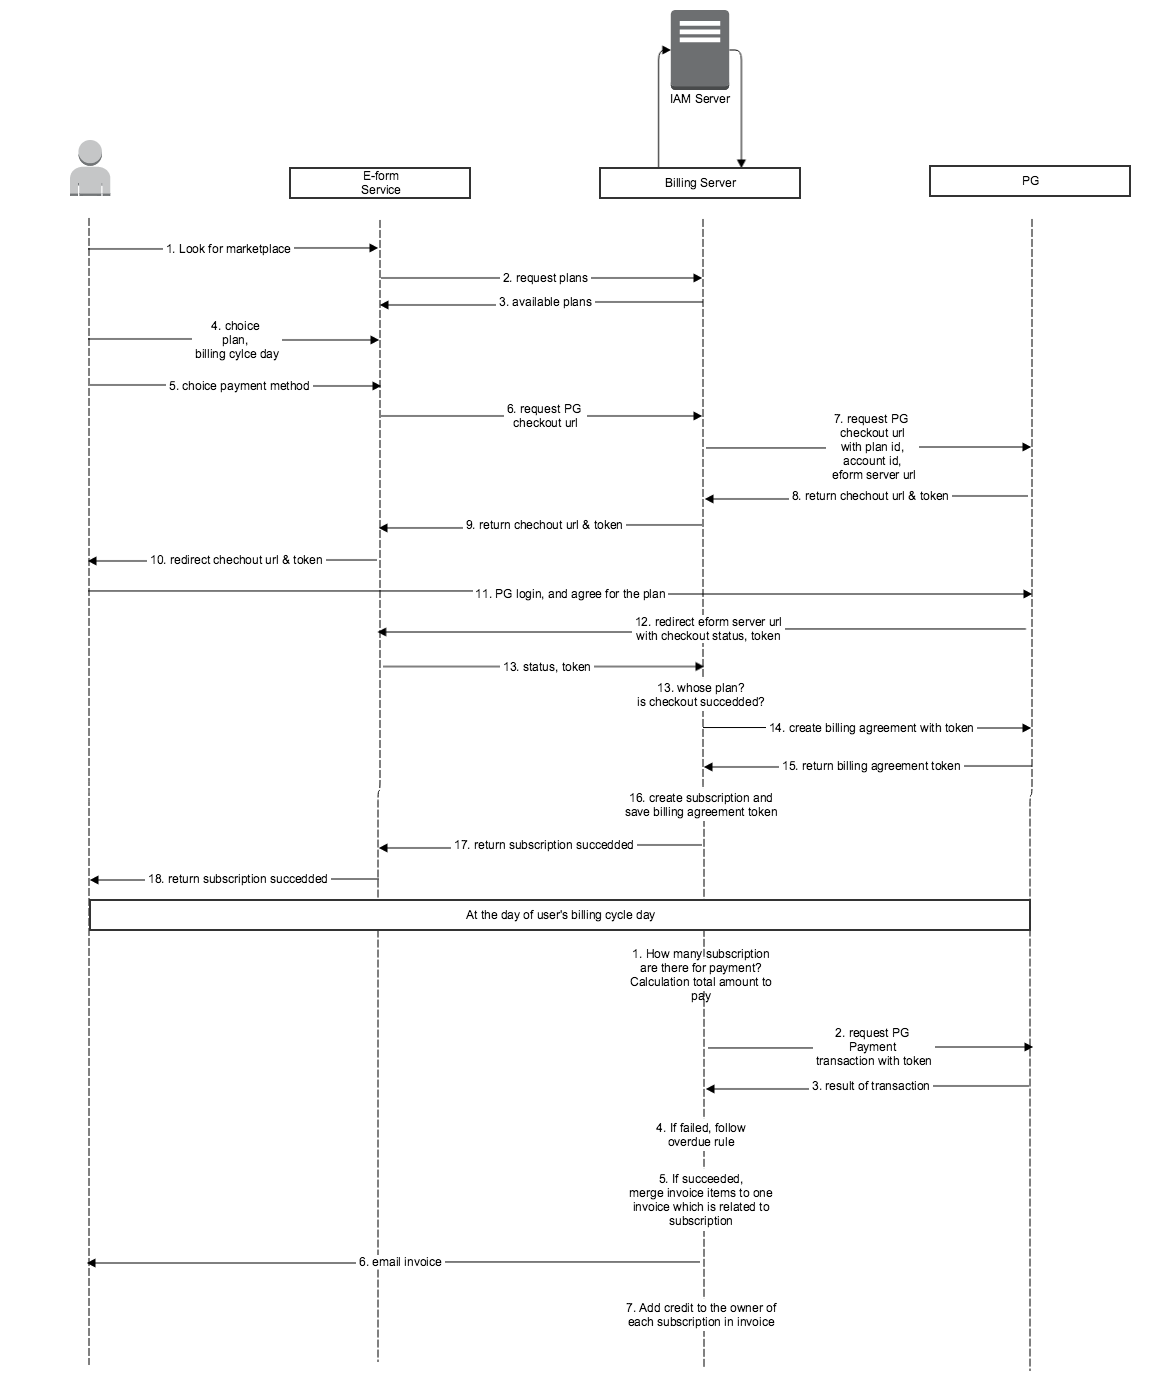 IAM Server
E-form
Service
Billing Server
PG
1. Look for marketplace
2. request plans
3. available plans
4. choice
plan,
billing cylce day
5. choice payment method
6. request PG
checkout url
7. request PG
checkout url
with plan id,
account id,
eform server url
8. return chechout url & token
9. return chechout url & token
10. redirect chechout url & token
11. PG login, and agree for the plan
12. redirect eform server url
with checkout status, token
13. status, token
13. whose plan?
is checkout succedded?
14. create billing agreement with token
15. return billing agreement token
16. create subscription and
save billing agreement token
17. return subscription succedded
18. return subscription succedded
At the day of user's billing cycle day
1. How many subscription
are there for payment?
Calculation total amount to
pay
2. request PG
Payment
transaction with token
3. result of transaction
4. If failed, follow
overdue rule
5. If succeeded,
merge invoice items to one
invoice which is related to
subscription
6. email invoice
7. Add credit to the owner of
each subscription in invoice